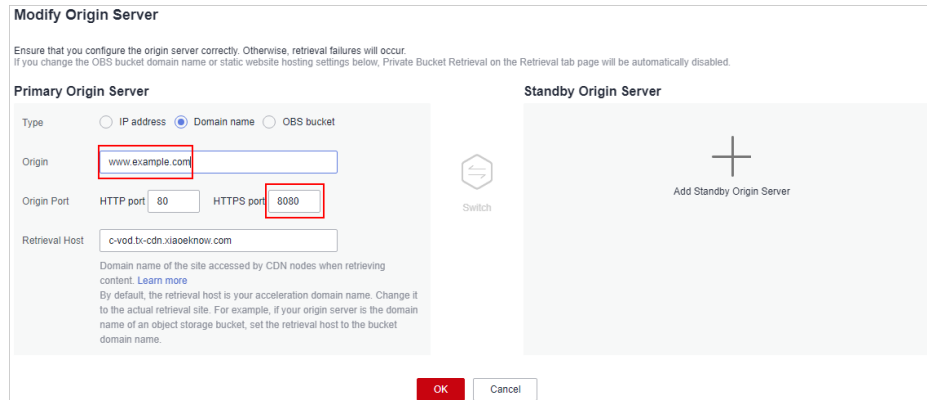 Modify Origin Server
Ensure that you configure the origin server correctly. Otherwise, retrieval failures will occur.
If you change the OBS bucket domain name or static website hosting settings below, Private Bucket Retrieval on the Retrieval tab page will be automatically disabled.
Primary Origin Server
Standby Origin Server
Type IP address Domain name OBS bucket
Origin www.example.com
Origin Port HTTP port 80 HTTPS port 8080
Switch
Add Standby Origin Server
Retrieval Host c-vod.tx-cdn.xiaoeknow.com
Domain name of the site accessed by CDN nodes when retrieving
content. Learn more
By default, the retrieval host is your acceleration domain name. Change it
to the actual retrieval site. For example, if your origin server is the domain
name of an object storage bucket, set the retrieval host to the bucket
domain name.
OK Cancel